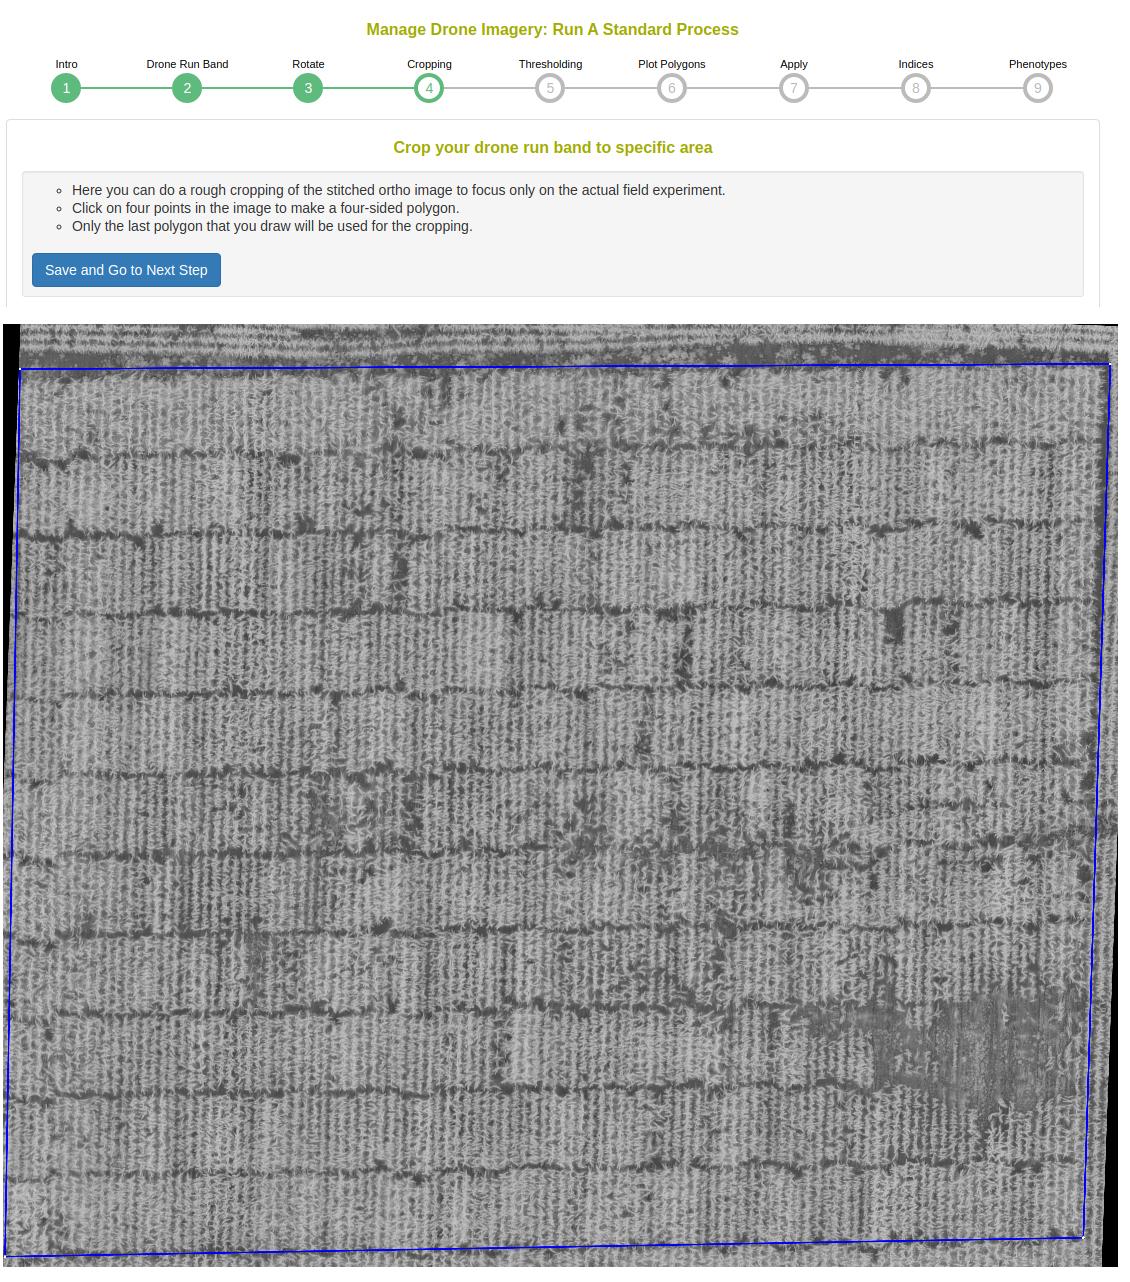 Manage Drone Imagery: Run A Standard Process
Intro Drone Run Band Rotate Cropping Thresholding Plot Polygons Apply Indices Phenotypes
1 2 3 4 5 6 7 8 9
Crop your drone run band to specific area
Here you can do a rough cropping of the stitched ortho image to focus only on the actual field experiment.
Click on four points in the image to make a four-sided polygon.
Only the last polygon that you draw will be used for the cropping.
Save and Go to Next Step